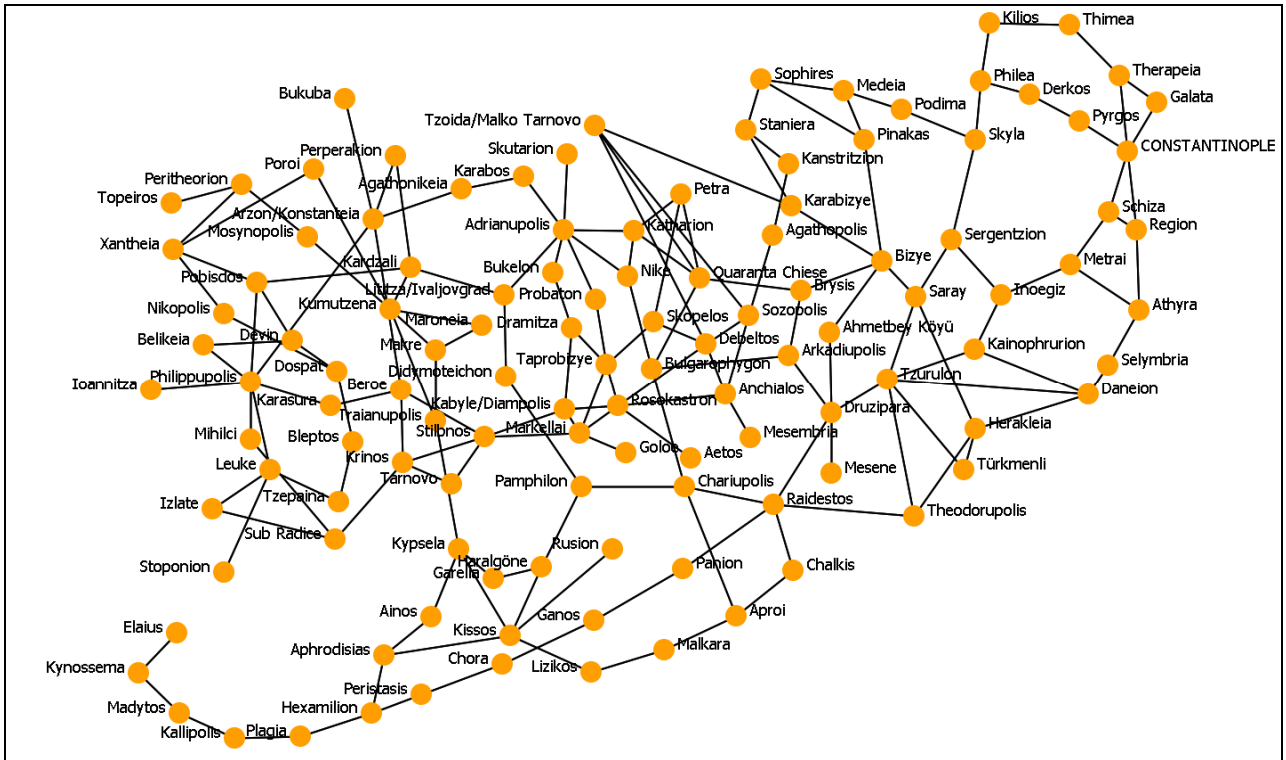 Kilios
Thimea
Sophires
Medeia
Philea
Derkos
Therapeia
Galata
Bukuba
Podima
Pyrgos
Tzoida/Malko Tarnovo
Staniera
Pinakas
Skyla
CONSTANTINOPLE
Skutarion
Perperakion
Poroi
Karabos
Kanstritzion
Peritheorion
Agathonikeia
Petra
Topeiros
Karabizye
Schiza
Arzon/Konstanteia
Mosynopolis
Adrianupolis
Katharion
Agathopolis
Region
Xantheia
Sergentzion
Kardzali
Bukelon
Nike
Bizye
Metrai
Pobisdos
Quaranta Chiese
Lititza/Ivaljovgrad
Probaton
Brysis
Saray
Inoegiz
Nikopolis
Kumutzena
Maroneia
Dramitza
Skopelos
Sozopolis
Athyra
Ahmetbey Köyü
Belikeia
Devin
Makre
Debeltos
Kainophrurion
Dospat
Taprobizye
Bulgarophygon
Arkadiupolis
Selymbria
Ioannitza
Philippupolis
Didymoteichon
Beroe
Tzurulon
Karasura
Traianupolis
Kabyle/Diampolis
Rosokastron
Anchialos
Daneion
Mihilci
Bleptos
Stilbnos
Markellai
Druzipara
Herakleia
Goloe
Aetos
Mesembria
Leuke
Krinos
Mesene
Türkmenli
Tzepaina
Tarnovo
Pamphilon
Chariupolis
Izlate
Raidestos
Theodorupolis
Sub Radice
Kypsela
Rusion
Haralgöne
Stoponion
Garella
Panion
Chalkis
Ainos
Ganos
Aproi
Elaius
Kissos
Aphrodisias
Malkara
Kynossema
Chora
Lizikos
Peristasis
Madytos
Hexamilion
Kallipolis
Plagia